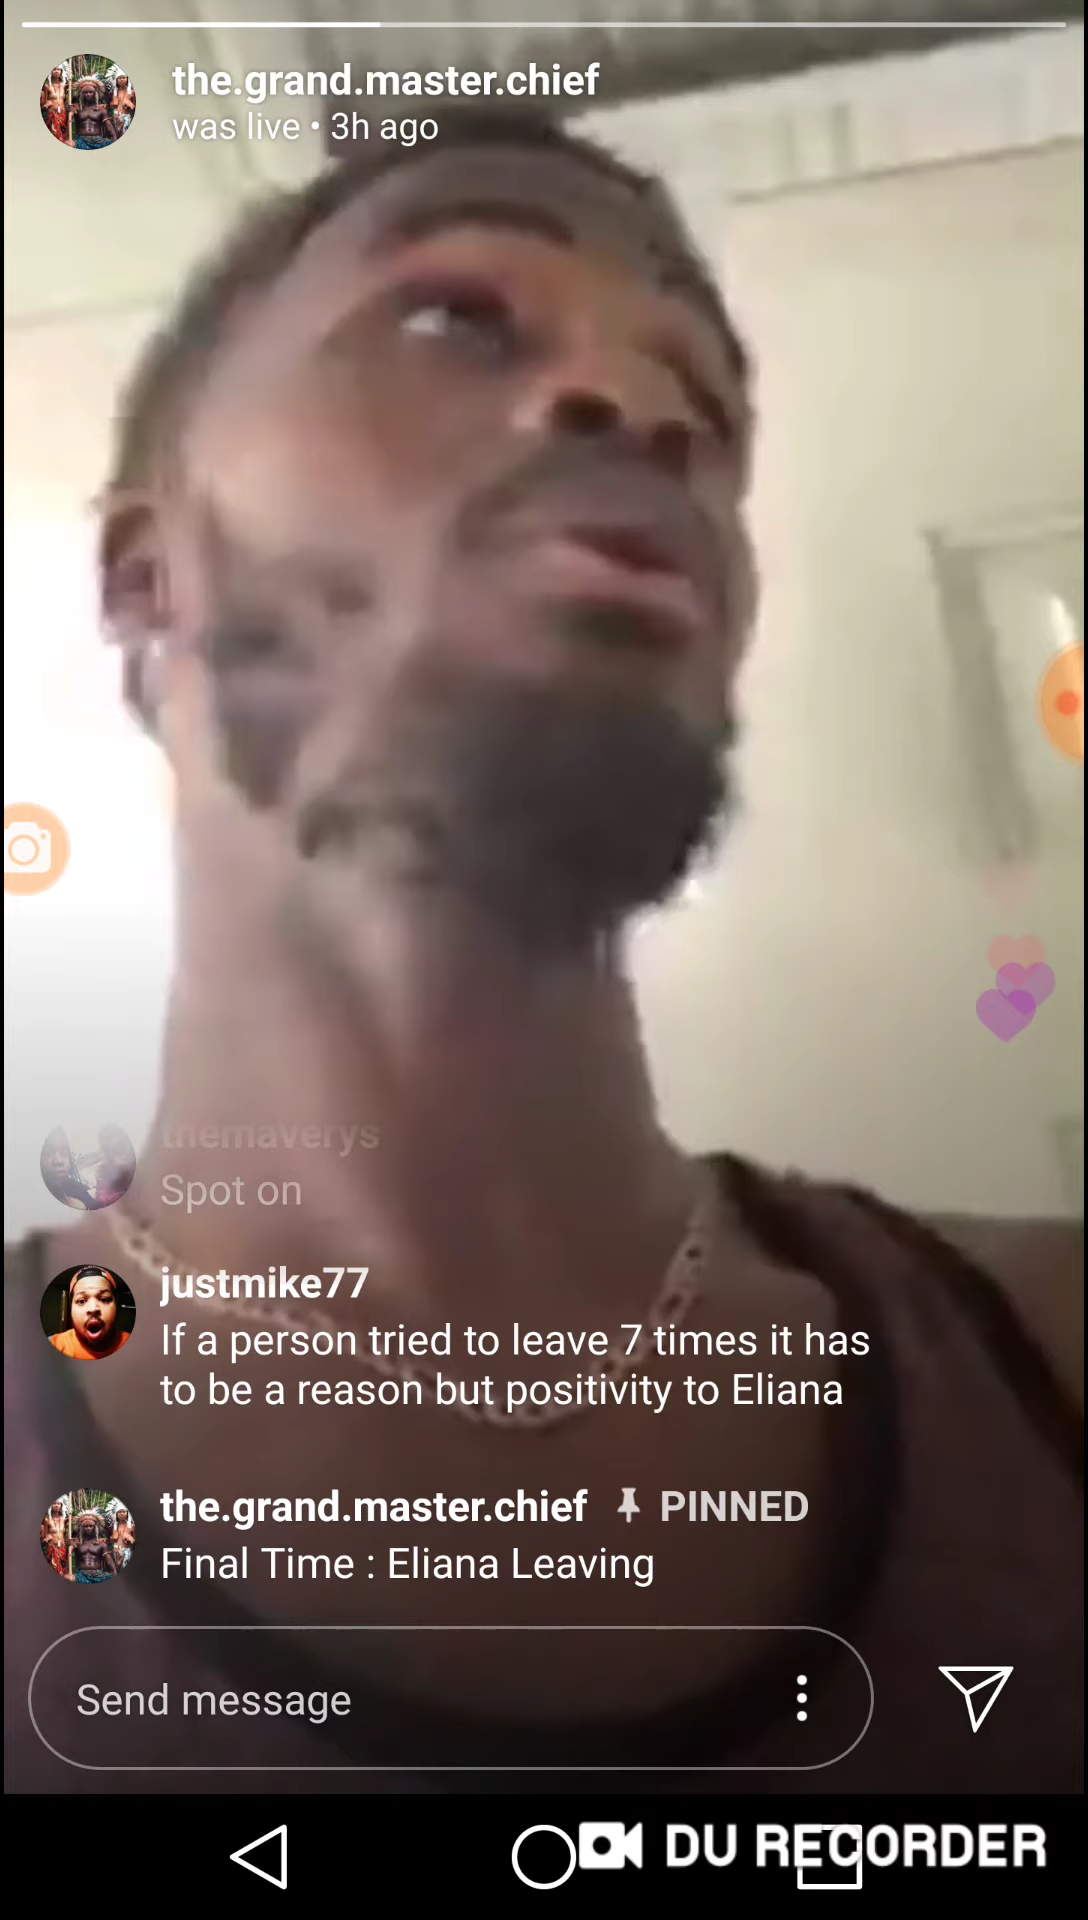 the.grand.master.chief
was live • 3h ago
themaverys
Spot on
justmike77
If a person tried to leave 7 times it has
to be a reason but positivity to Eliana
the.grand.master.chief PINNED
Final Time : Eliana Leaving
Send message
DU RECORDER